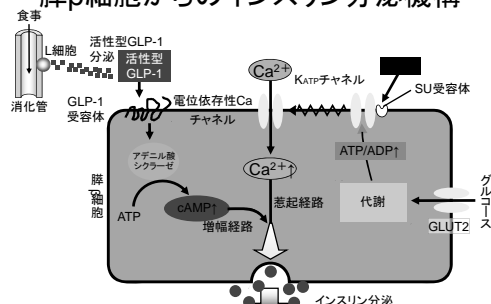 膵β細胞からのインスリン分泌機構
食事
L細胞
活性型GLP-1
分泌
活性型
GLP-1
消化管
GLP-1
受容体
電位依存性Ca
チャネル
Ca2+
KATPチャネル
SU受容体
アデニル酸
シクラーゼ
ATP/ADP↑
Ca2+↑
膵β細胞
ATP
cAMP↑
増幅経路
惹起経路
代謝
グルコース
GLUT2
インスリン分泌